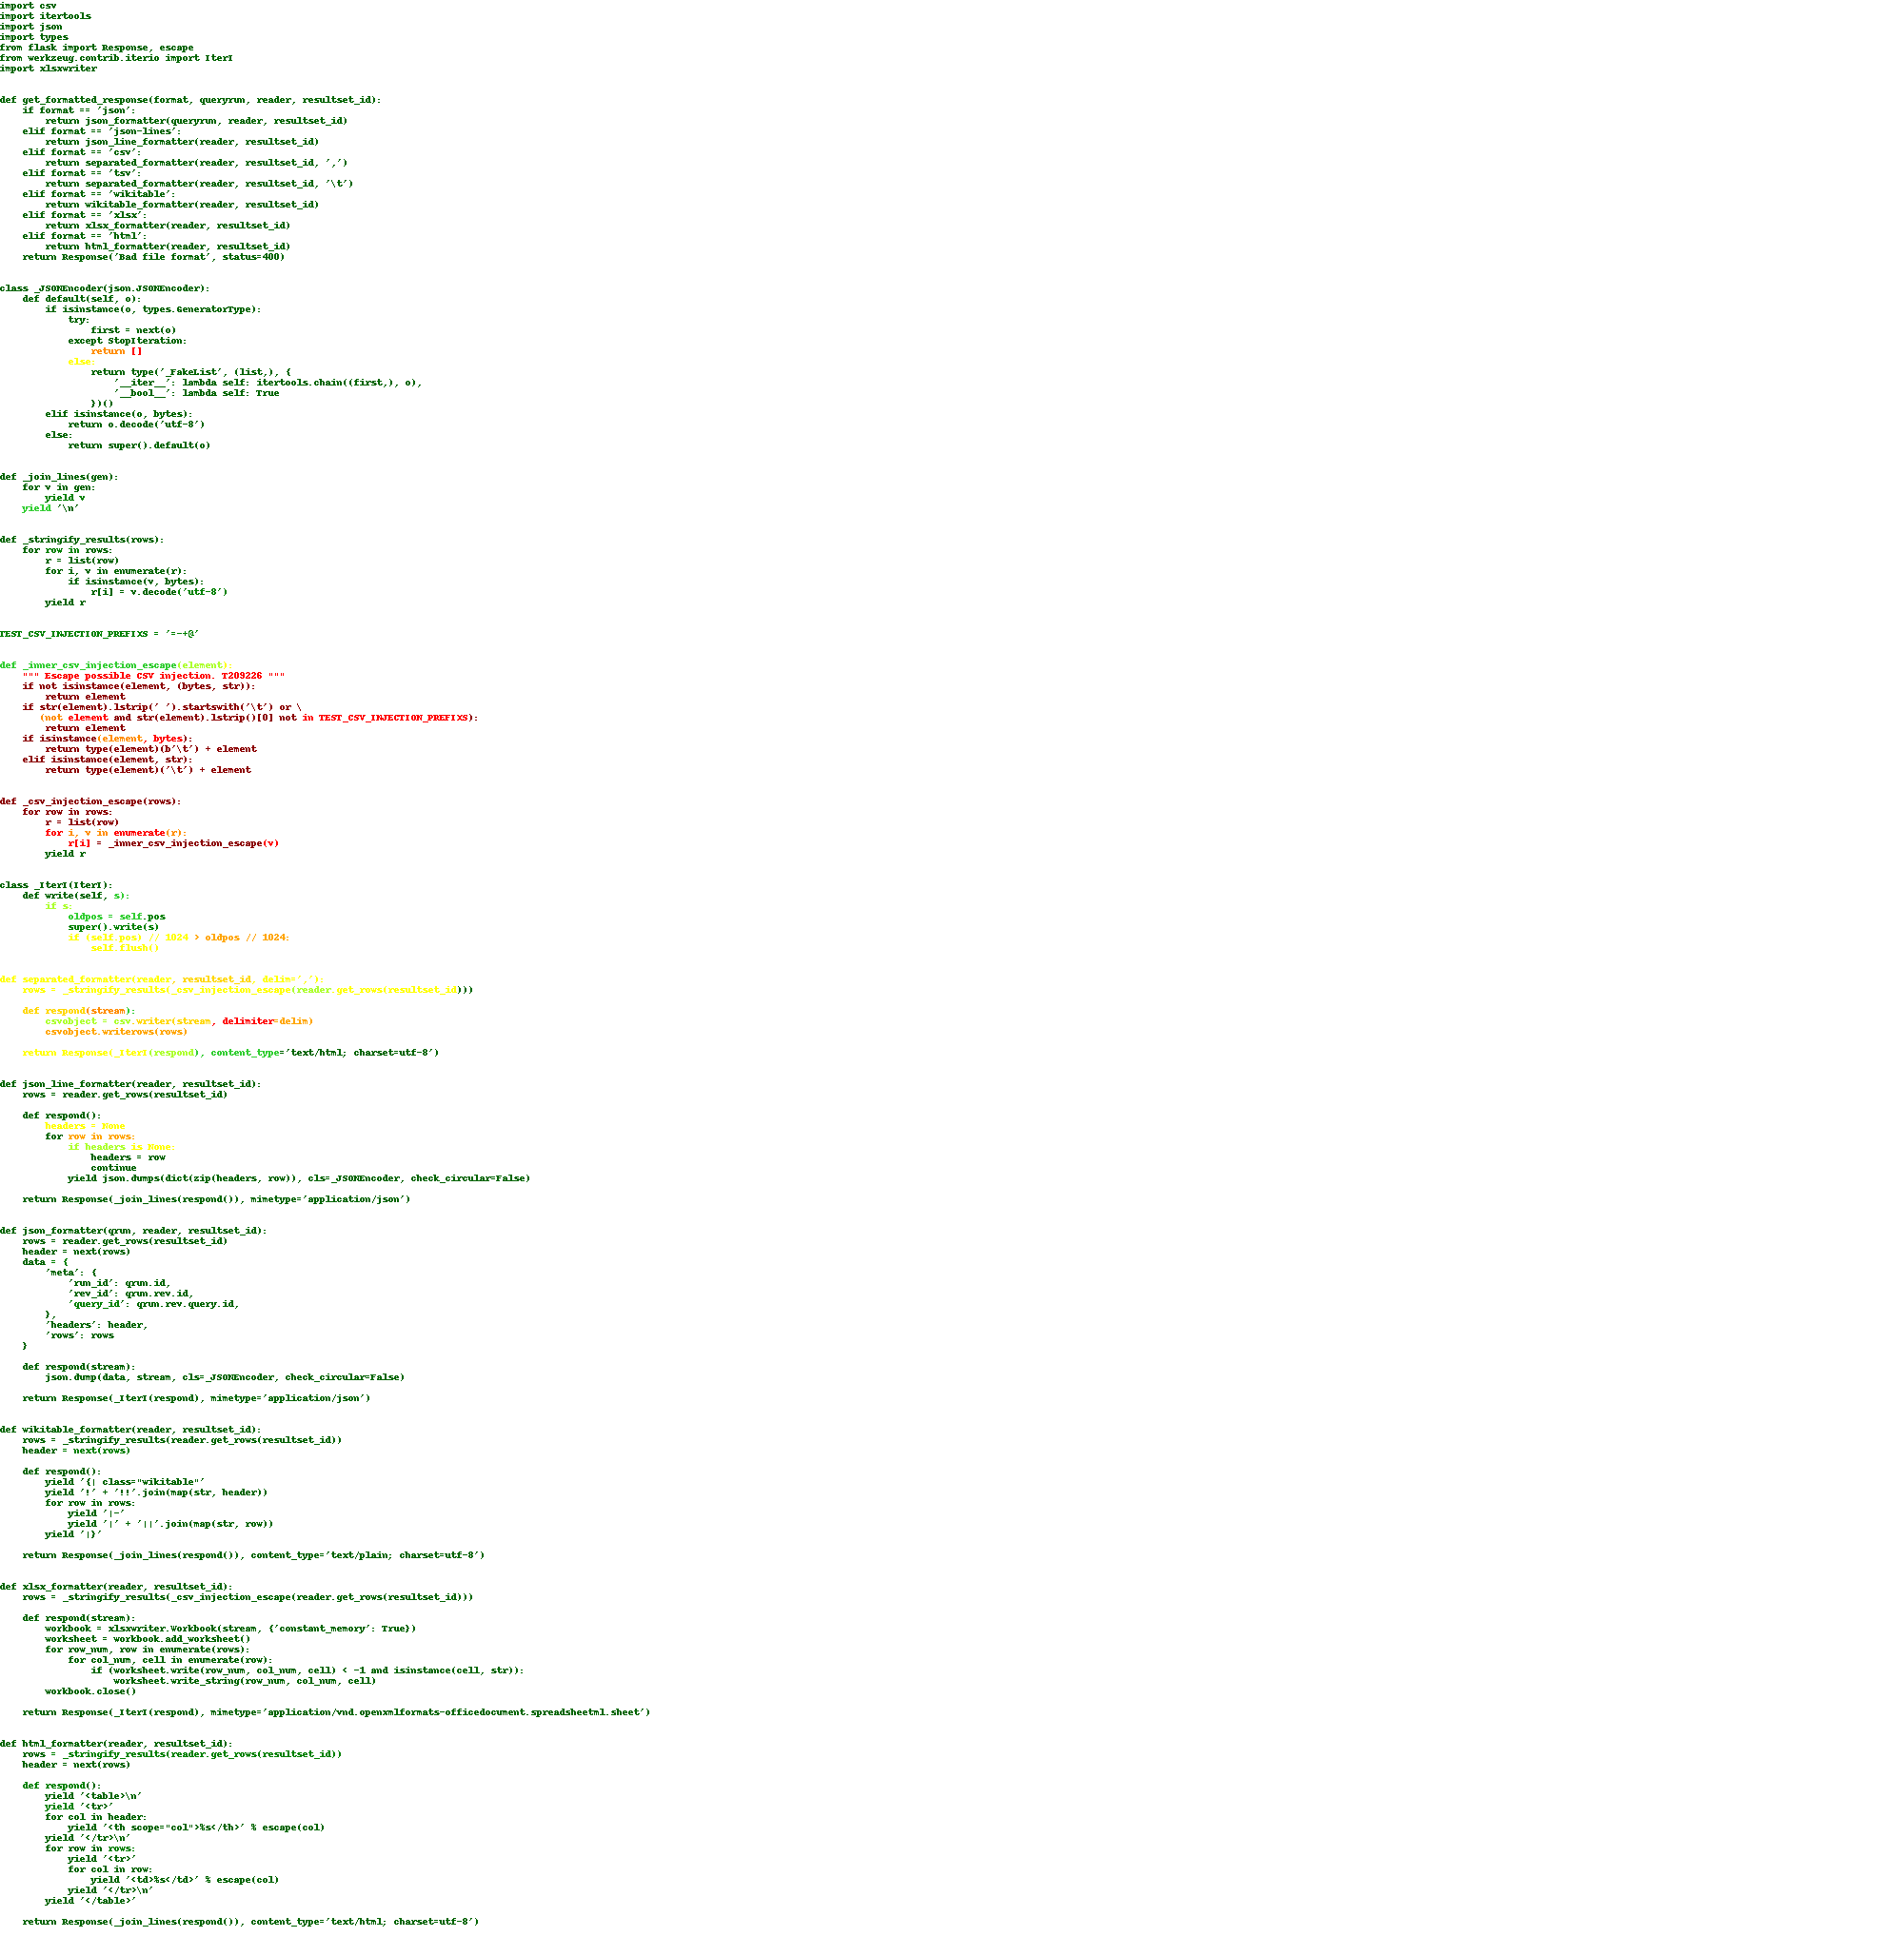 import csv
import itertools
import json
import types
from flask import Response, escape
from werkzeug.contrib.iterio import IterI
import xlsxwriter


def get_formatted_response(format, queryrun, reader, resultset_id):
    if format == 'json':
        return json_formatter(queryrun, reader, resultset_id)
    elif format == 'json-lines':
        return json_line_formatter(reader, resultset_id)
    elif format == 'csv':
        return separated_formatter(reader, resultset_id, ',')
    elif format == 'tsv':
        return separated_formatter(reader, resultset_id, '\t')
    elif format == 'wikitable':
        return wikitable_formatter(reader, resultset_id)
    elif format == 'xlsx':
        return xlsx_formatter(reader, resultset_id)
    elif format == 'html':
        return html_formatter(reader, resultset_id)
    return Response('Bad file format', status=400)


class _JSONEncoder(json.JSONEncoder):
    def default(self, o):
        if isinstance(o, types.GeneratorType):
            try:
                first = next(o)
            except StopIteration:
                return []
            else:
                return type('_FakeList', (list,), {
                    '__iter__': lambda self: itertools.chain((first,), o),
                    '__bool__': lambda self: True
                })()
        elif isinstance(o, bytes):
            return o.decode('utf-8')
        else:
            return super().default(o)


def _join_lines(gen):
    for v in gen:
        yield v
    yield '\n'


def _stringify_results(rows):
    for row in rows:
        r = list(row)
        for i, v in enumerate(r):
            if isinstance(v, bytes):
                r[i] = v.decode('utf-8')
        yield r


TEST_CSV_INJECTION_PREFIXS = '=-+@'


def _inner_csv_injection_escape(element):
    """ Escape possible CSV injection. T209226 """
    if not isinstance(element, (bytes, str)):
        return element
    if str(element).lstrip(' ').startswith('\t') or \
       (not element and str(element).lstrip()[0] not in TEST_CSV_INJECTION_PREFIXS):
        return element
    if isinstance(element, bytes):
        return type(element)(b'\t') + element
    elif isinstance(element, str):
        return type(element)('\t') + element


def _csv_injection_escape(rows):
    for row in rows:
        r = list(row)
        for i, v in enumerate(r):
            r[i] = _inner_csv_injection_escape(v)
        yield r


class _IterI(IterI):
    def write(self, s):
        if s:
            oldpos = self.pos
            super().write(s)
            if (self.pos) // 1024 > oldpos // 1024:
                self.flush()


def separated_formatter(reader, resultset_id, delim=','):
    rows = _stringify_results(_csv_injection_escape(reader.get_rows(resultset_id)))

    def respond(stream):
        csvobject = csv.writer(stream, delimiter=delim)
        csvobject.writerows(rows)

    return Response(_IterI(respond), content_type='text/html; charset=utf-8')


def json_line_formatter(reader, resultset_id):
    rows = reader.get_rows(resultset_id)

    def respond():
        headers = None
        for row in rows:
            if headers is None:
                headers = row
                continue
            yield json.dumps(dict(zip(headers, row)), cls=_JSONEncoder, check_circular=False)

    return Response(_join_lines(respond()), mimetype='application/json')


def json_formatter(qrun, reader, resultset_id):
    rows = reader.get_rows(resultset_id)
    header = next(rows)
    data = {
        'meta': {
            'run_id': qrun.id,
            'rev_id': qrun.rev.id,
            'query_id': qrun.rev.query.id,
        },
        'headers': header,
        'rows': rows
    }

    def respond(stream):
        json.dump(data, stream, cls=_JSONEncoder, check_circular=False)

    return Response(_IterI(respond), mimetype='application/json')


def wikitable_formatter(reader, resultset_id):
    rows = _stringify_results(reader.get_rows(resultset_id))
    header = next(rows)

    def respond():
        yield '{| class="wikitable"'
        yield '!' + '!!'.join(map(str, header))
        for row in rows:
            yield '|-'
            yield '|' + '||'.join(map(str, row))
        yield '|}'

    return Response(_join_lines(respond()), content_type='text/plain; charset=utf-8')


def xlsx_formatter(reader, resultset_id):
    rows = _stringify_results(_csv_injection_escape(reader.get_rows(resultset_id)))

    def respond(stream):
        workbook = xlsxwriter.Workbook(stream, {'constant_memory': True})
        worksheet = workbook.add_worksheet()
        for row_num, row in enumerate(rows):
            for col_num, cell in enumerate(row):
                if (worksheet.write(row_num, col_num, cell) < -1 and isinstance(cell, str)):
                    worksheet.write_string(row_num, col_num, cell)
        workbook.close()

    return Response(_IterI(respond), mimetype='application/vnd.openxmlformats-officedocument.spreadsheetml.sheet')


def html_formatter(reader, resultset_id):
    rows = _stringify_results(reader.get_rows(resultset_id))
    header = next(rows)

    def respond():
        yield '<table>\n'
        yield '<tr>'
        for col in header:
            yield '<th scope="col">%s</th>' % escape(col)
        yield '</tr>\n'
        for row in rows:
            yield '<tr>'
            for col in row:
                yield '<td>%s</td>' % escape(col)
            yield '</tr>\n'
        yield '</table>'

    return Response(_join_lines(respond()), content_type='text/html; charset=utf-8')